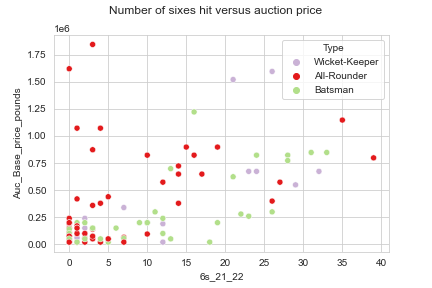 Number of sixes hit versus auction price
1e6
Type
Wicket-Keeper
All-Rounder
Batsman
1.75
1.50
1.25
1.00
0.75
0.50
0.25
0.00
Auc_Base_price_pounds
0 5 10 15 20 25 30 35 40
6s_21_22